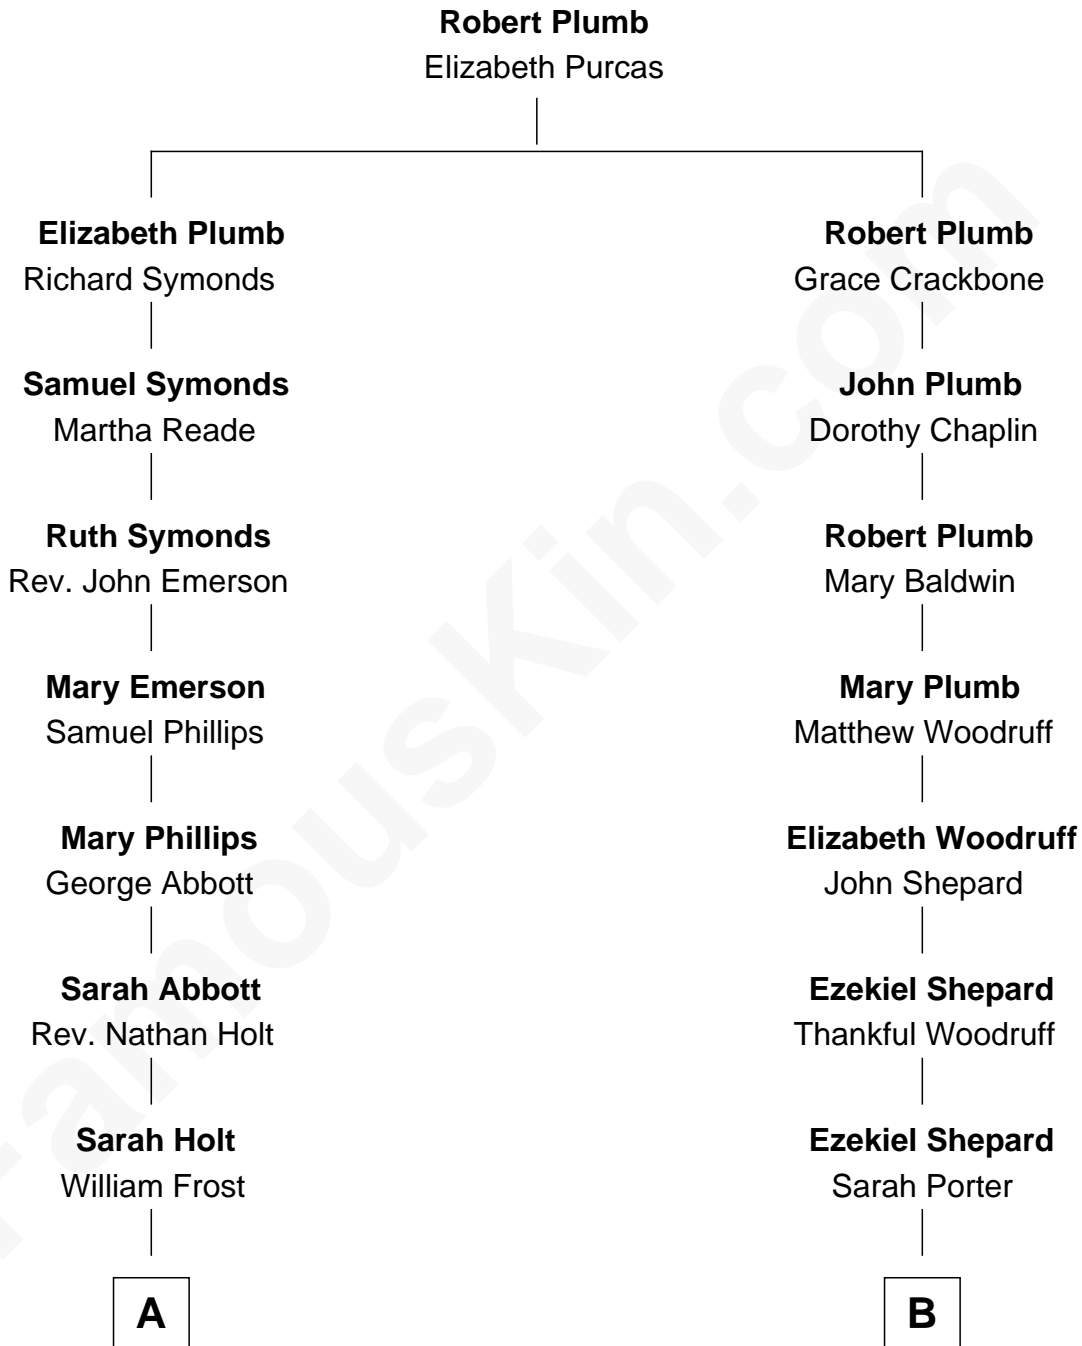 Robert Plumb
Elizabeth Purcas
Elizabeth Plumb
Richard Symonds
Samuel Symonds
Martha Reade
Ruth Symonds
Rev. John Emerson
Mary Emerson
Samuel Phillips
Mary Phillips
George Abbott
Sarah Abbott
Rev. Nathan Holt
Sarah Holt
William Frost
A
Robert Plumb
Grace Crackbone
John Plumb
Dorothy Chaplin
Robert Plumb
Mary Baldwin
Mary Plumb
Matthew Woodruff
Elizabeth Woodruff
John Shepard
Ezekiel Shepard
Thankful Woodruff
Ezekiel Shepard
Sarah Porter
B
FamousKin.com